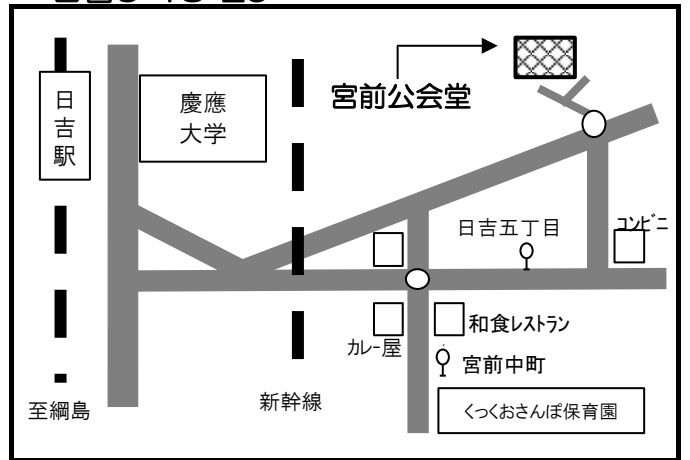 日吉駅
慶應
大学
宮前公会堂
日吉五丁目
コンビニ
カレー屋
和食レストラン
宮前中町
至綱島
新幹線
くっくおさんぽ保育園